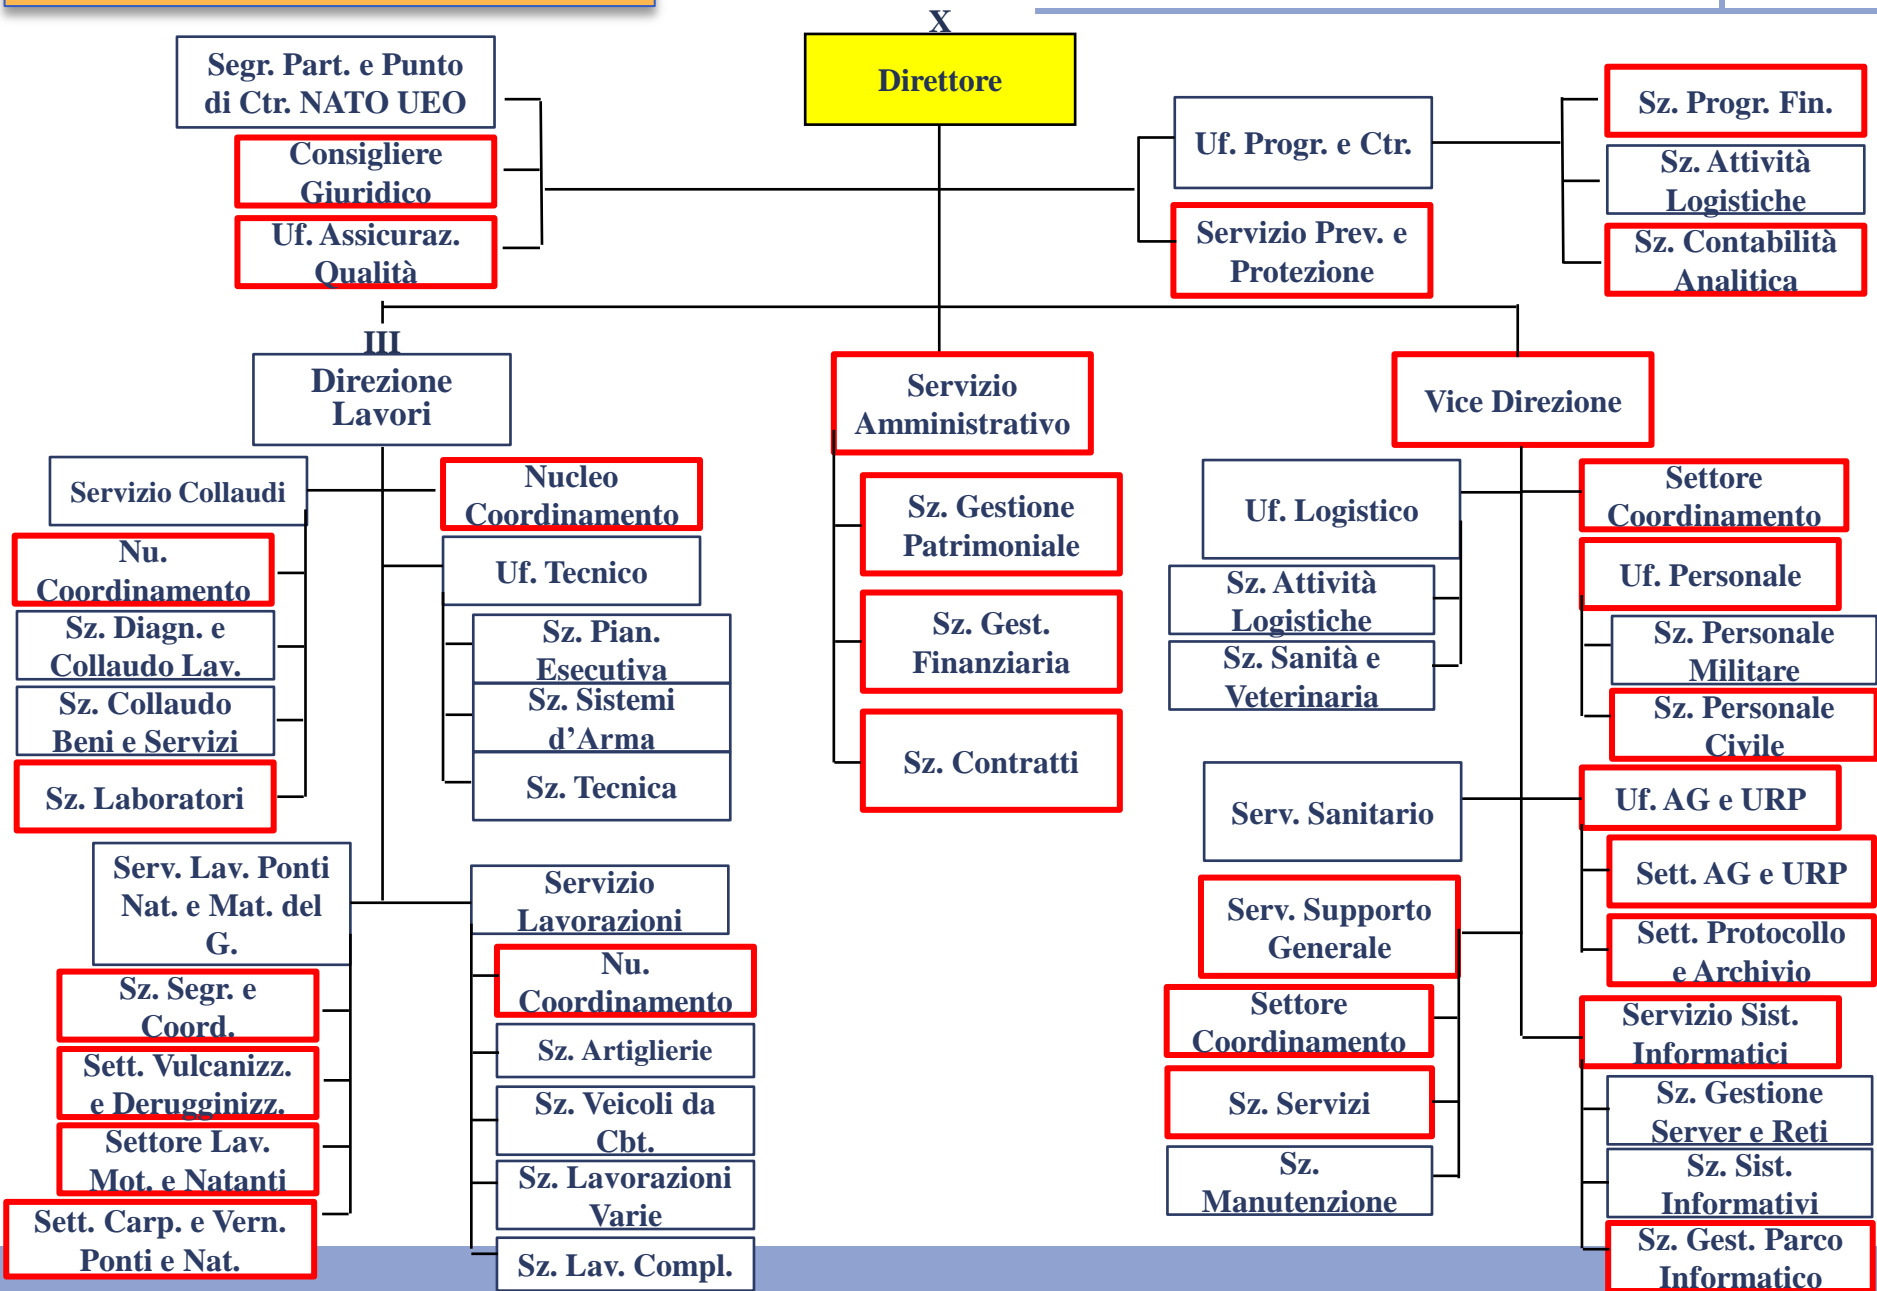 X
Direttore
Segr. Part. e Punto
di Ctr. NATO UEO
Consigliere
Giuridico
Uf. Assicuraz.
Qualità
Uf. Progr. e Ctr.
Servizio Prev. e
Protezione
Sz. Progr. Fin.
Sz. Attività
Logistiche
Sz. Contabilità
Analitica
III
Direzione
Lavori
Servizio
Amministrativo
Vice Direzione
Servizio Collaudi
Nu.
Coordinamento
Sz. Diagn. e
Collaudo Lav.
Sz. Collaudo
Beni e Servizi
Sz. Laboratori
Nucleo
Coordinamento
Uf. Tecnico
Sz. Pian.
Esecutiva
Sz. Sistemi
d’Arma
Sz. Tecnica
Serv. Lav. Ponti
Nat. e Mat. del
G.
Sz. Segr. e
Coord.
Sett. Vulcanizz.
e Derugginizz.
Settore Lav.
Mot. e Natanti
Sett. Carp. e Vern.
Ponti e Nat.
Servizio
Lavorazioni
Nu.
Coordinamento
Sz. Artiglierie
Sz. Veicoli da
Cbt.
Sz. Lavorazioni
Varie
Sz. Lav. Compl.
Sz. Gestione
Patrimoniale
Sz. Gest.
Finanziaria
Sz. Contratti
Uf. Logistico
Sz. Attività
Logistiche
Sz. Sanità e
Veterinaria
Serv. Sanitario
Serv. Supporto
Generale
Settore
Coordinamento
Sz. Servizi
Sz.
Manutenzione
Settore
Coordinamento
Uf. Personale
Sz. Personale
Militare
Sz. Personale
Civile
Uf. AG e URP
Sett. AG e URP
Sett. Protocollo
e Archivio
Servizio Sist.
Informatici
Sz. Gestione
Server e Reti
Sz. Sist.
Informativi
Sz. Gest. Parco
Informatico